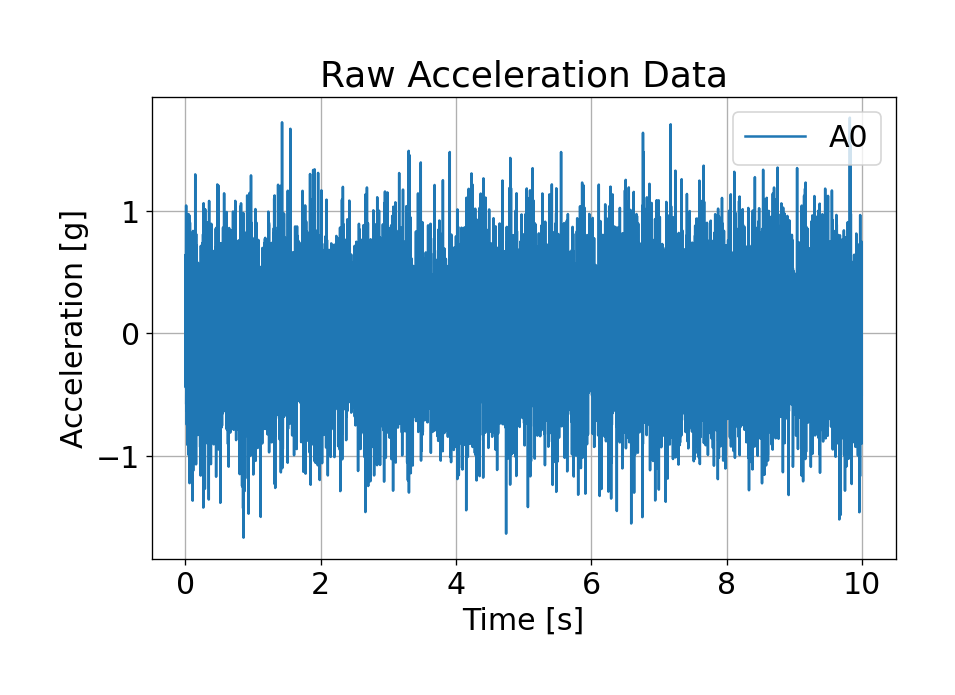 Raw Acceleration Data
A0
Acceleration [g]
1
0
−1
0 2 4 6 8 10
Time [s]